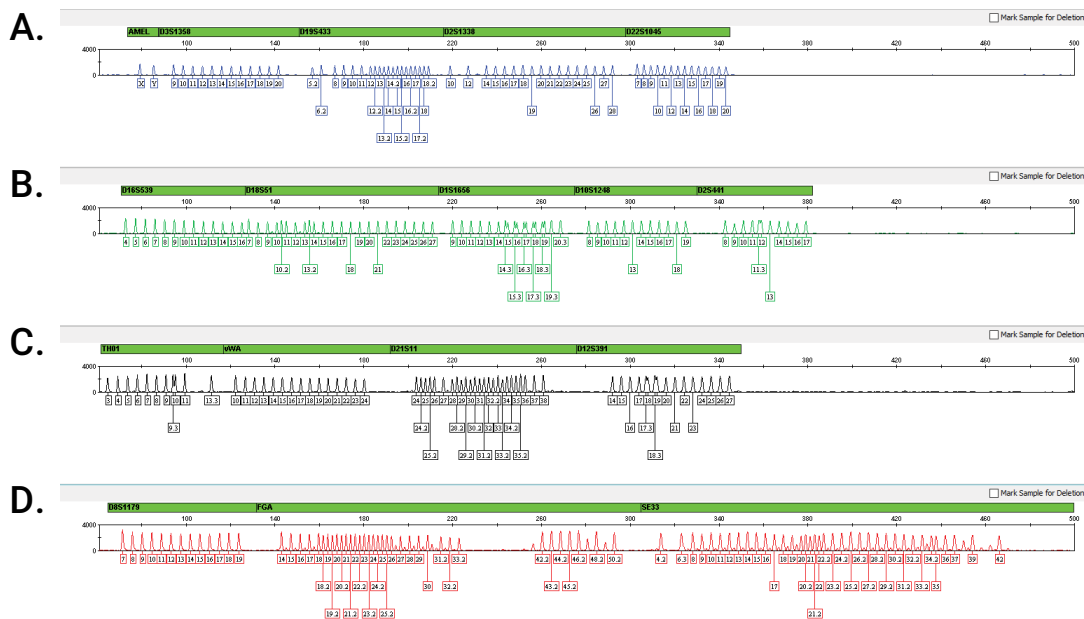 A.
Mark Sample for Deletion
AMEL D3S1358 D19S433 D2S1338 D22S1045
100 140 180 220 260 300 340 380 420 460 500
4000
0
X Y 9 10 11 12 13 14 15 16 17 18 19 20 5.2 8 9 10 11 12 13 11 14.2 16 17 18.2 10 12 14 15 16 17 18 20 21 22 23 24 25 27 7 8 9 11 13 15 17 19
6.2 12.2 14 15 16.2 18 19 26 28 10 12 14 16 18 20
13.2 15.2 17.2
B.
Mark Sample for Deletion
D16S539 D18S51 D1S1656 D10S1248 D2S441
100 140 180 220 260 300 340 380 420 460 500
4000
0
4 5 6 7 8 9 10 11 12 13 14 15 16 7 8 9 10 11 12 13 14 15 16 17 19 20 22 23 24 25 26 27 9 10 11 12 13 14 15 16 17 18 19 20.3 8 9 10 11 12 14 15 16 17 19 8 9 10 11 12 14 15 16 17
10.2 13.2 18 21 14.3 16.3 18.3 13 18 11.3
15.3 17.3 19.3 13
C.
Mark Sample for Deletion
TH01 vWA D21S11 D12S391
100 140 180 220 260 300 340 380 420 460 500
4000
0
3 4 5 6 7 8 9 10 11 13.3 10 11 12 13 14 15 16 17 18 19 20 21 22 23 24 24 25 26 27 28 29 30 31 32.2 34 35 36 37 38 14 15 17 18 19 20 22 24 25 26 27
9.3 24.2 28.2 30.2 32 33 34.2 16 17.3 21 23
25.2 29.2 31.2 33.2 35.2 18.3
D.
Mark Sample for Deletion
D8S1179 FGA SE33
100 140 180 220 260 300 340 380 420 460 500
4000
0
7 8 9 10 11 12 13 14 15 16 17 18 19 14 15 16 17 18 19 20 21 22 23 24 25 26 27 28 29 31.2 33.2 42.2 44.2 46.2 48.2 50.2 4.2 6.3 8 9 10 11 12 13 14 15 16 18 19 20 21 22 24.2 26.2 28.2 30.2 32.2 34.2 36 37 39 42
18.2 20.2 22.2 24.2 30 32.2 43.2 45.2 17 20.2 22.2 23.2 25.2 27.2 29.2 31.2 33.2 35
19.2 21.2 23.2 25.2 21.2